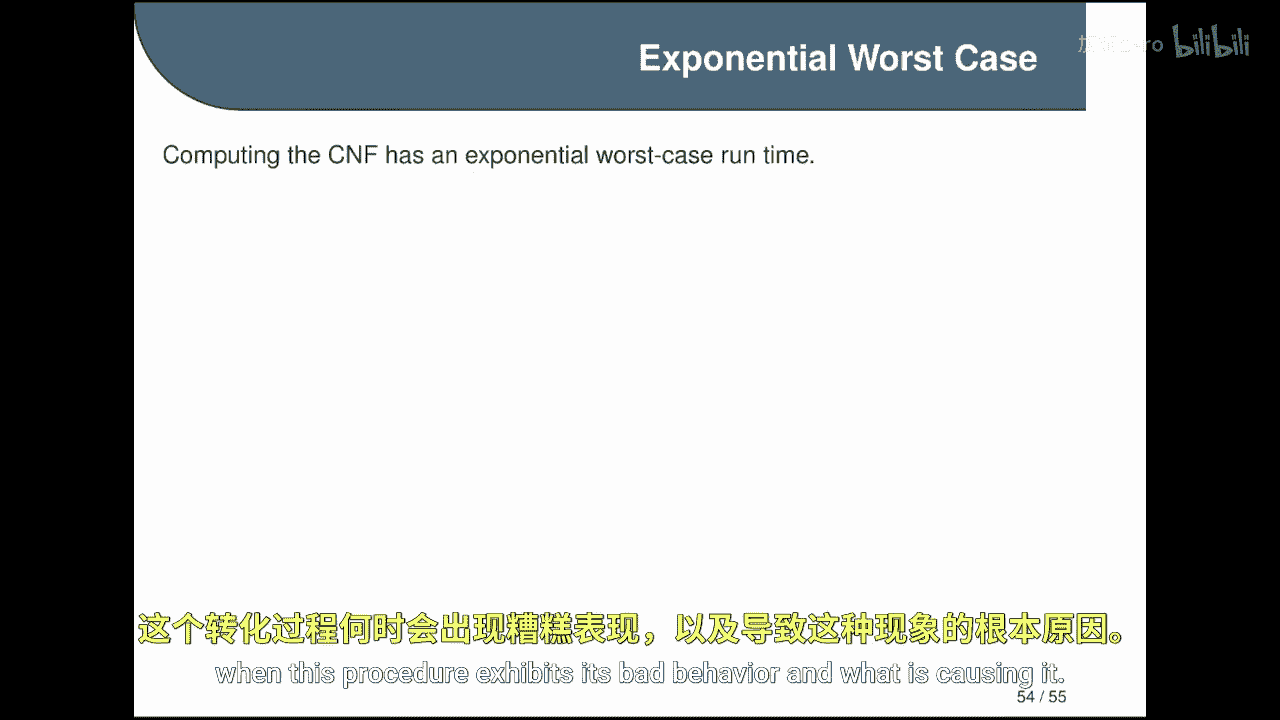 Exponential Worst Case
bilibili
Computing the CNF has an exponential worst-case run time.
这个转化过程何时会出现糟糕表现，以及导致这种现象的根本原因。
when this procedure exhibits its bad behavior and what is causing it.
54 / 55